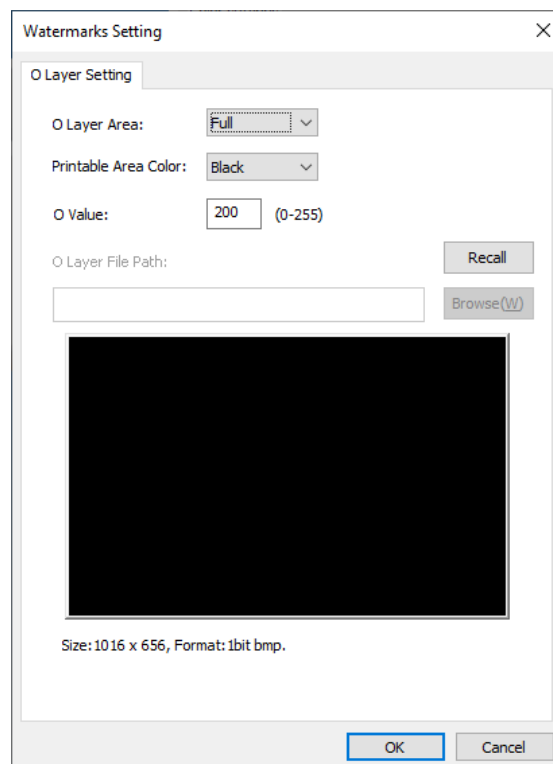 Watermarks Setting
O Layer Setting
O Layer Area: Full
Printable Area Color: Black
O Value: 200 (0-255)
O Layer File Path: Recall
Browse(W)
Size:1016 x 656, Format:1bit bmp.
OK Cancel